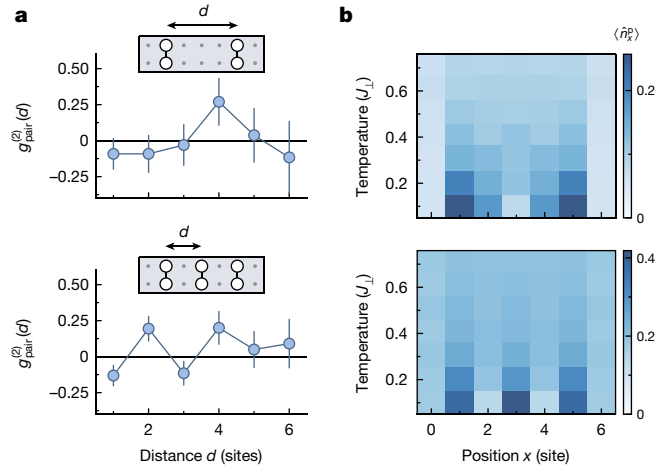 a
b
d
g(2)pair(d)
0.50
0.25
0
−0.25
⟨n̂ᵖₓ⟩
Temperature (J⊥)
0.6
0.4
0.2
0.2
0
d
g(2)pair(d)
0.50
0.25
0
−0.25
2
4
6
Distance d (sites)
Temperature (J⊥)
0.6
0.4
0.2
0
2
4
6
Position x (site)
0.4
0.2
0